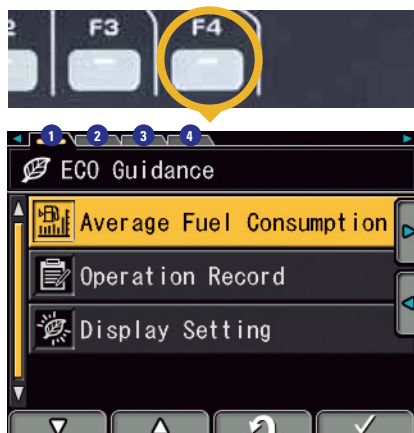 F3 F4
1 2 3 4
ECO Guidance
Average Fuel Consumption
Operation Record
Display Setting